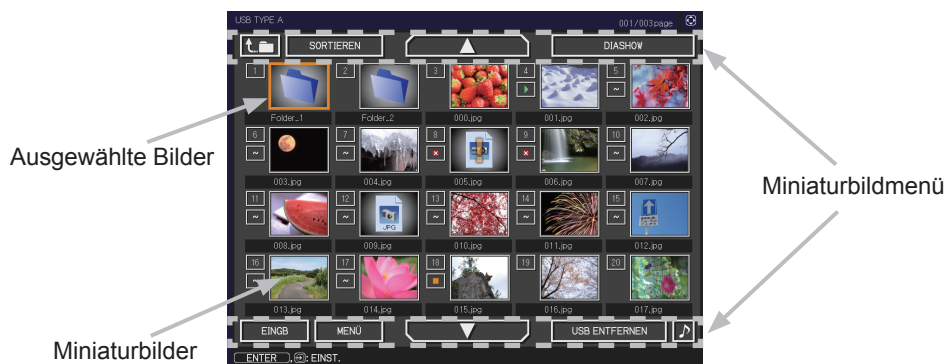 USB TYPE A
001/003page
SORTIEREN
DIASHOW
1
2
3
4
5
Folder_1
Folder_2
000.jpg
001.jpg
002.jpg
Ausgewählte Bilder
6
7
8
9
10
003.jpg
004.jpg
005.jpg
006.jpg
007.jpg
Miniaturbildmenü
11
12
13
14
15
JPG
008.jpg
009.jpg
010.jpg
011.jpg
012.jpg
16
17
18
19
20
013.jpg
014.jpg
015.jpg
016.jpg
017.jpg
Miniaturbilder
EINGB
MENÜ
USB ENTFERNEN
ENTER , : EINST.